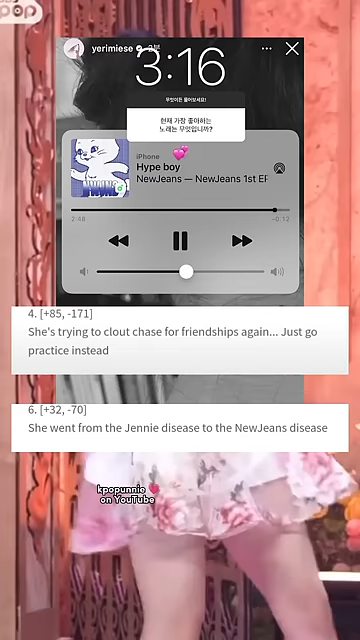 pop
yerimiese 2분
3:16
무엇이든 물어보세요!
현재 가장 좋아하는
노래는 무엇입니까?
iPhone
Hype boy
NewJeans — NewJeans 1st EP
2:48 -0:12
4. [+85, -171]
She's trying to clout chase for friendships again... Just go
practice instead
6. [+32, -70]
She went from the Jennie disease to the NewJeans disease
kpopunnie
on YouTube